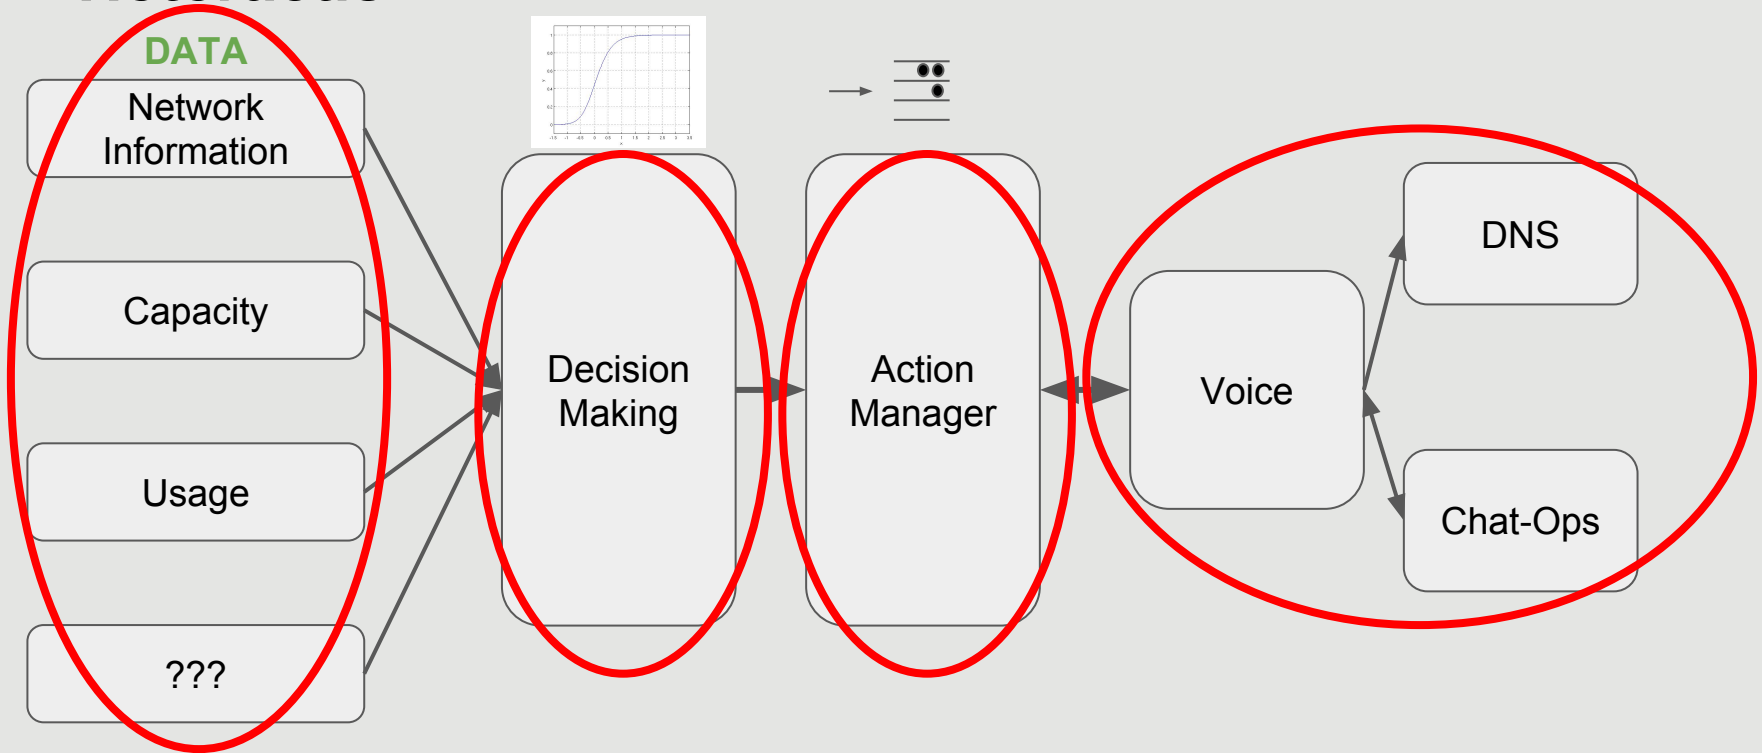 DATA
Network
Information
Capacity
Usage
???
Decision
Making
Action
Manager
Voice
DNS
Chat-Ops